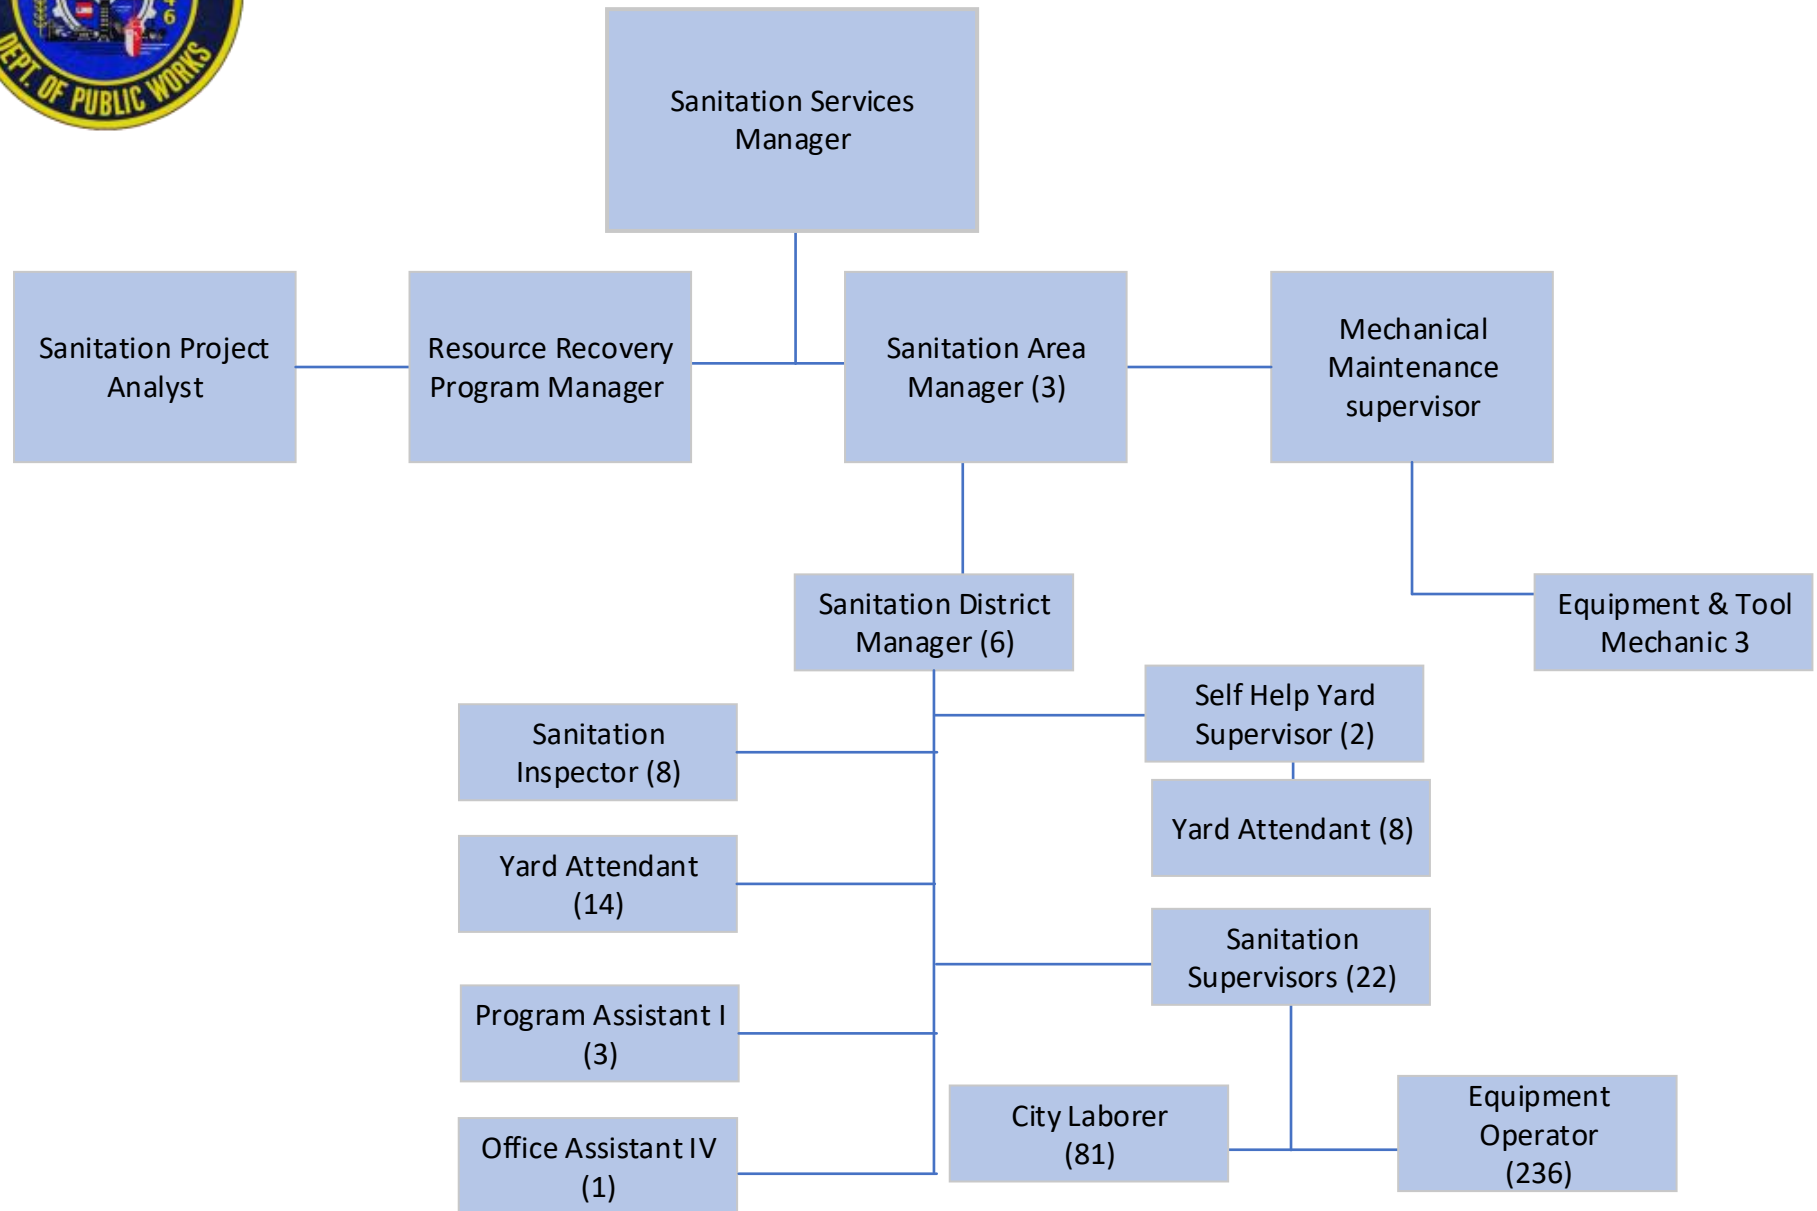 46
DEPT. OF PUBLIC WORKS
Sanitation Services
Manager
Sanitation Project
Analyst
Resource Recovery
Program Manager
Sanitation Area
Manager (3)
Mechanical
Maintenance
supervisor
Sanitation District
Manager (6)
Equipment & Tool
Mechanic 3
Self Help Yard
Supervisor (2)
Sanitation
Inspector (8)
Yard Attendant (8)
Yard Attendant
(14)
Sanitation
Supervisors (22)
Program Assistant I
(3)
City Laborer
(81)
Equipment
Operator
(236)
Office Assistant IV
(1)